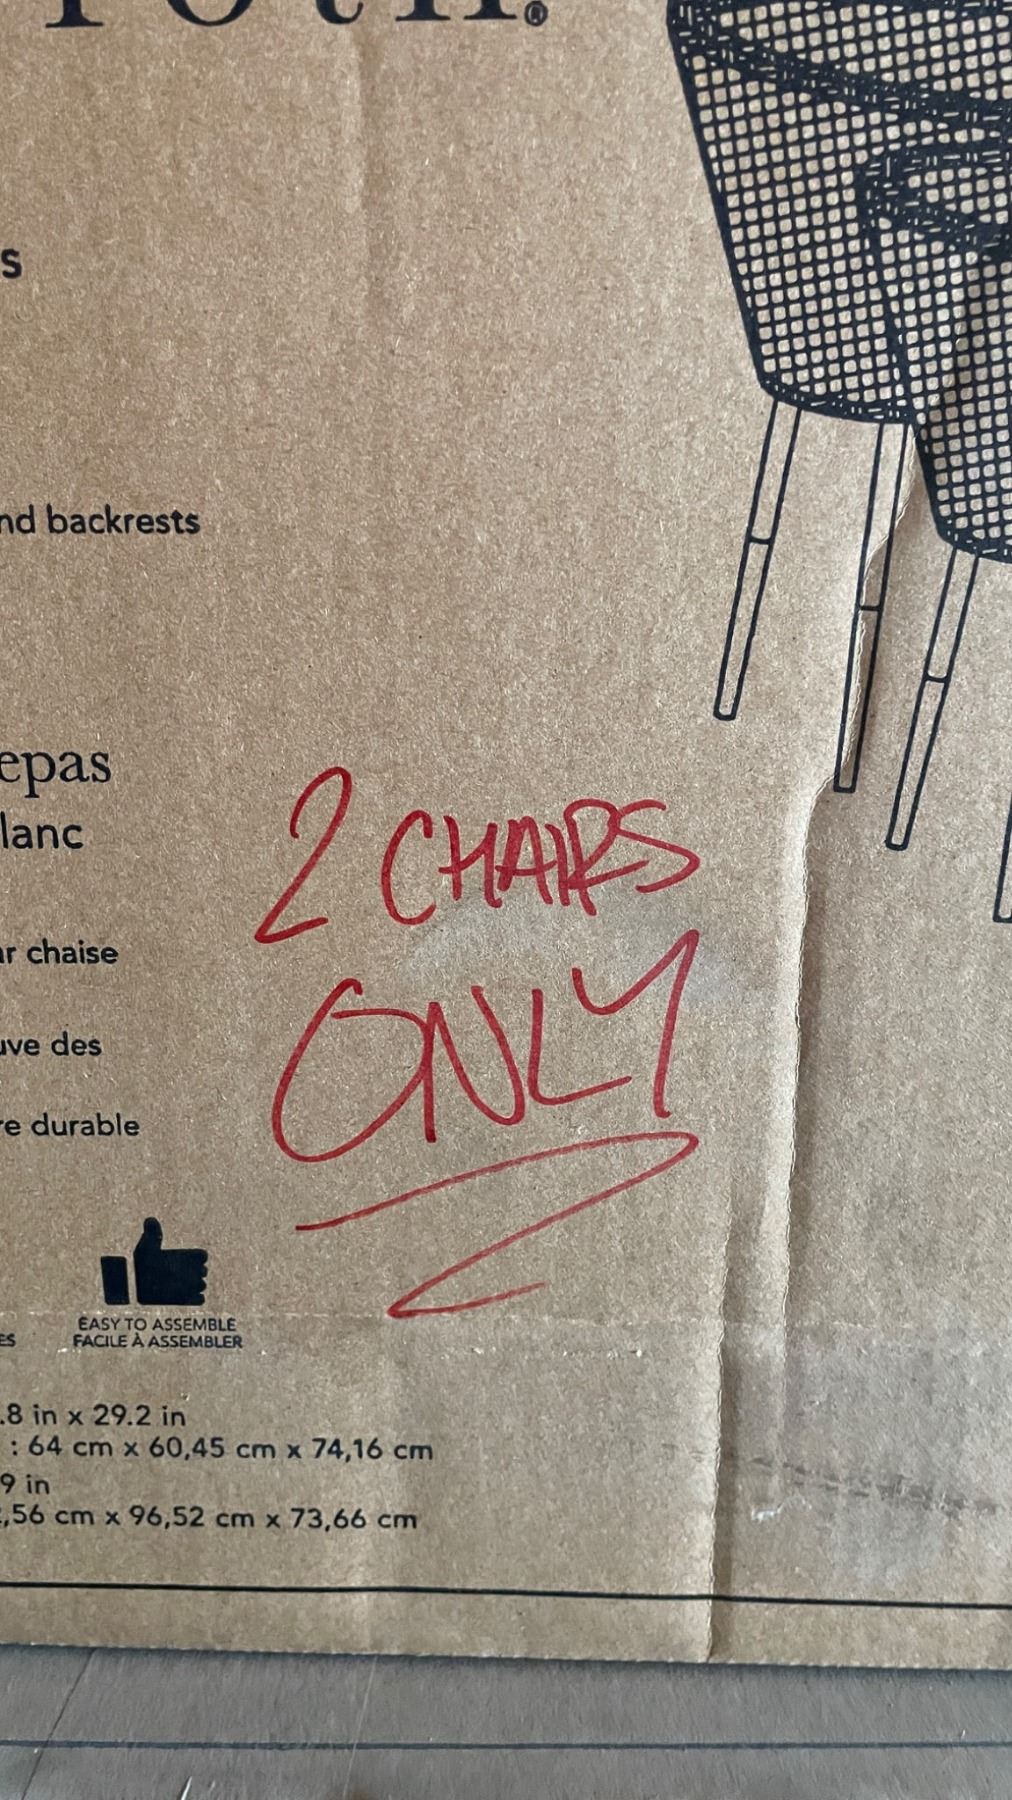 ®
s
nd backrests
epas
lanc
2 CHAIRS
ONLY
ar chaise
uve des
re durable
EASY TO ASSEMBLE
ES FACILE À ASSEMBLER
.8 in x 29.2 in
: 64 cm x 60,45 cm x 74,16 cm
9 in
,56 cm x 96,52 cm x 73,66 cm